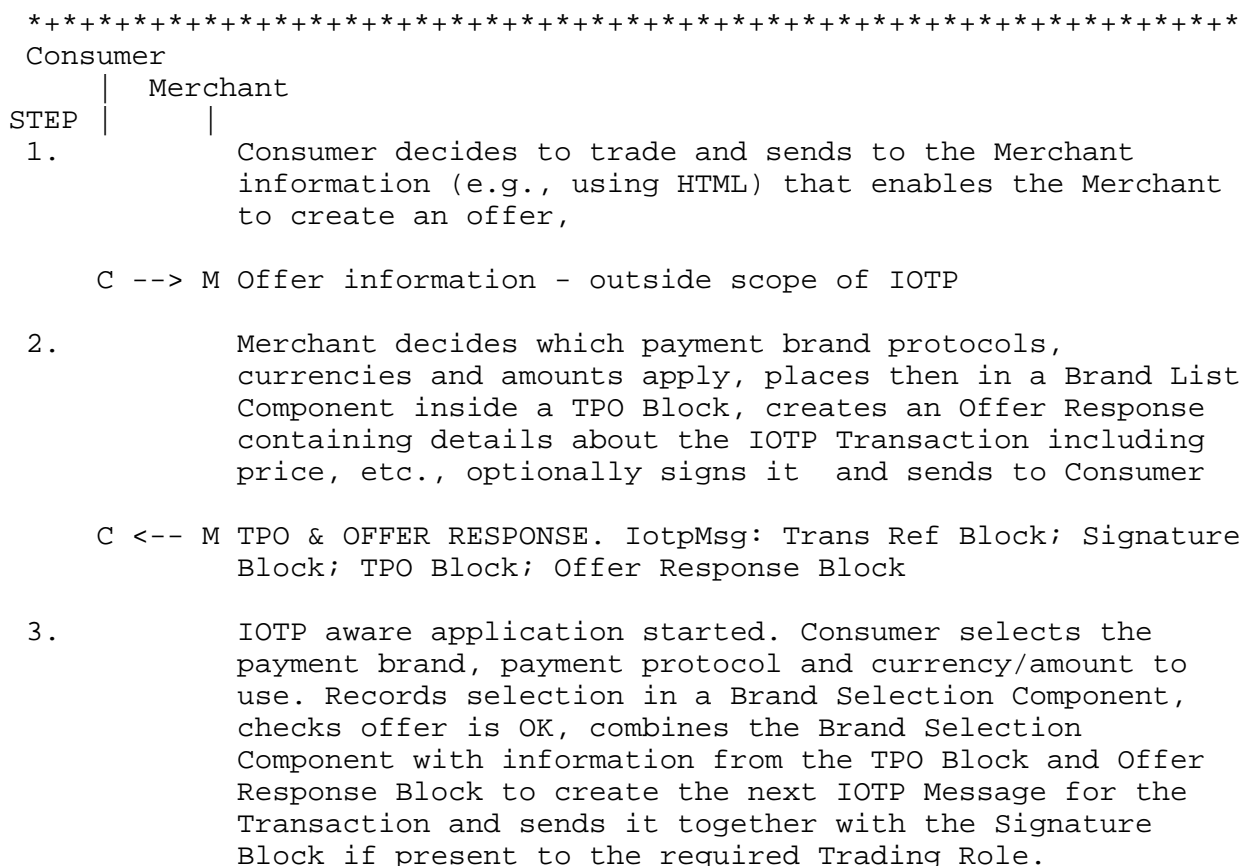 *+*+*+*+*+*+*+*+*+*+*+*+*+*+*+*+*+*+*+*+*+*+*+*+*+*+*+*+*+*+*+*+*+*+*
Consumer
| Merchant
STEP | |
1. Consumer decides to trade and sends to the Merchant
information (e.g., using HTML) that enables the Merchant
to create an offer,
C --> M Offer information - outside scope of IOTP
2. Merchant decides which payment brand protocols,
currencies and amounts apply, places then in a Brand List
Component inside a TPO Block, creates an Offer Response
containing details about the IOTP Transaction including
price, etc., optionally signs it and sends to Consumer
C <-- M TPO & OFFER RESPONSE. IotpMsg: Trans Ref Block; Signature
Block; TPO Block; Offer Response Block
3. IOTP aware application started. Consumer selects the
payment brand, payment protocol and currency/amount to
use. Records selection in a Brand Selection Component,
checks offer is OK, combines the Brand Selection
Component with information from the TPO Block and Offer
Response Block to create the next IOTP Message for the
Transaction and sends it together with the Signature
Block if present to the required Trading Role.